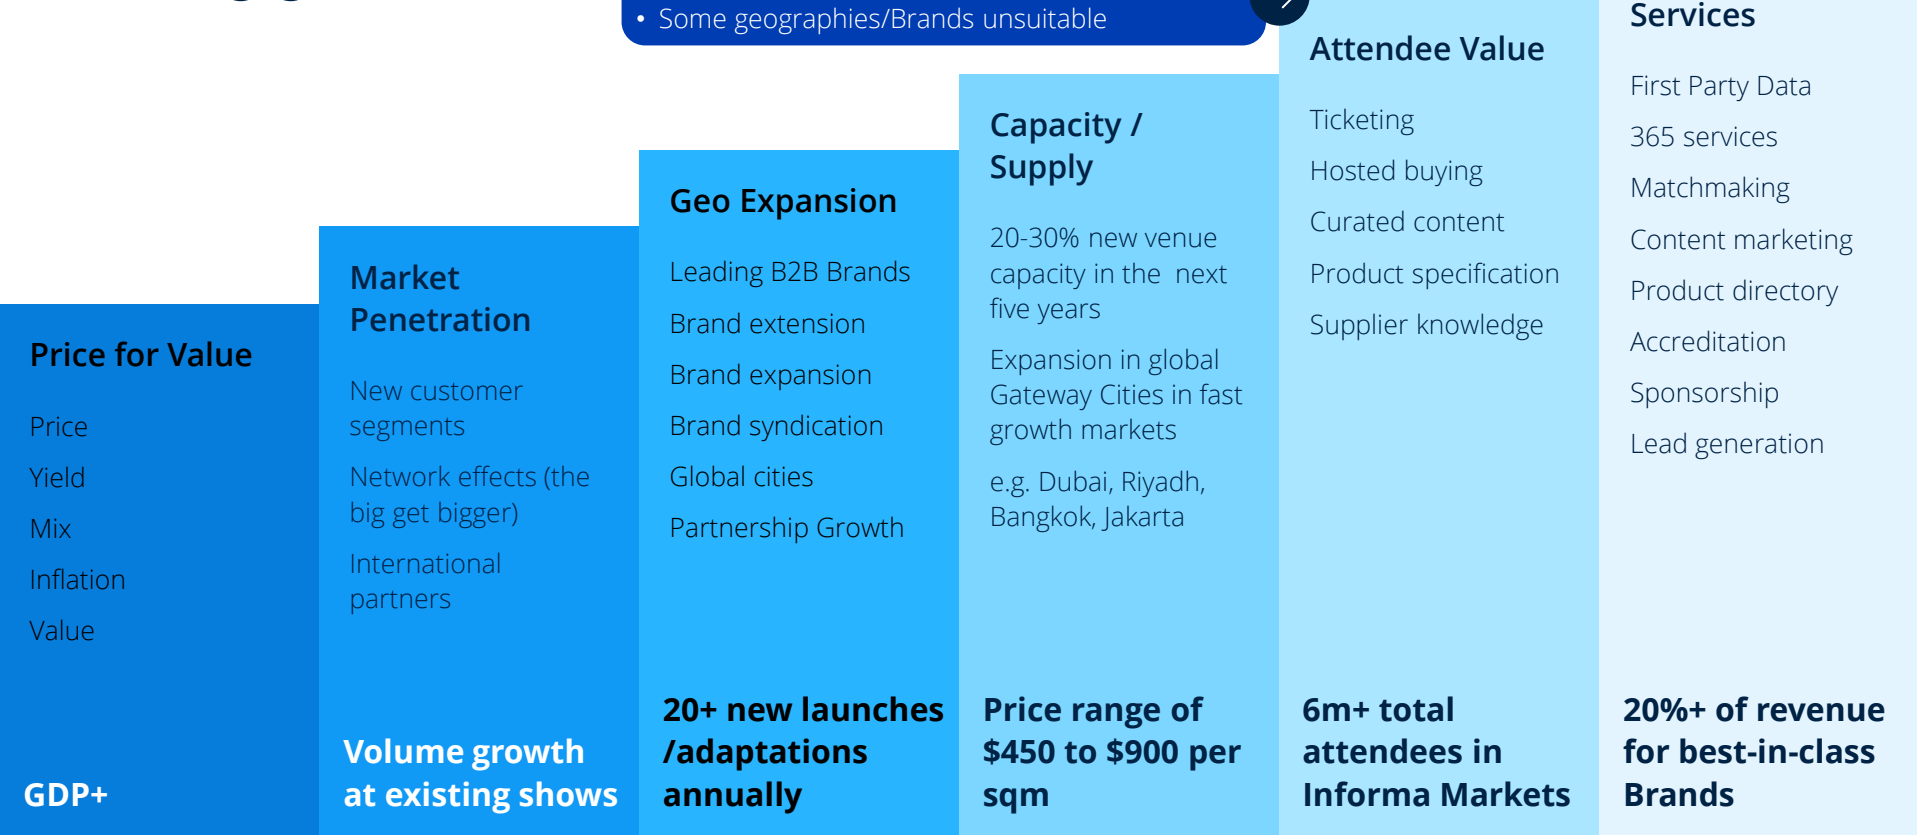 • Some geographies/Brands unsuitable
Price for Value
Price
Yield
Mix
Inflation
Value
GDP+
Market
Penetration
New customer
segments
Network effects (the
big get bigger)
International
partners
Volume growth
at existing shows
Geo Expansion
Leading B2B Brands
Brand extension
Brand expansion
Brand syndication
Global cities
Partnership Growth
20+ new launches
/adaptations
annually
Capacity /
Supply
20-30% new venue
capacity in the  next
five years
Expansion in global
Gateway Cities in fast
growth markets
e.g. Dubai, Riyadh,
Bangkok, Jakarta
Price range of
$450 to $900 per
sqm
Attendee Value
Ticketing
Hosted buying
Curated content
Product specification
Supplier knowledge
6m+ total
attendees in
Informa Markets
Services
First Party Data
365 services
Matchmaking
Content marketing
Product directory
Accreditation
Sponsorship
Lead generation
20%+ of revenue
for best-in-class
Brands